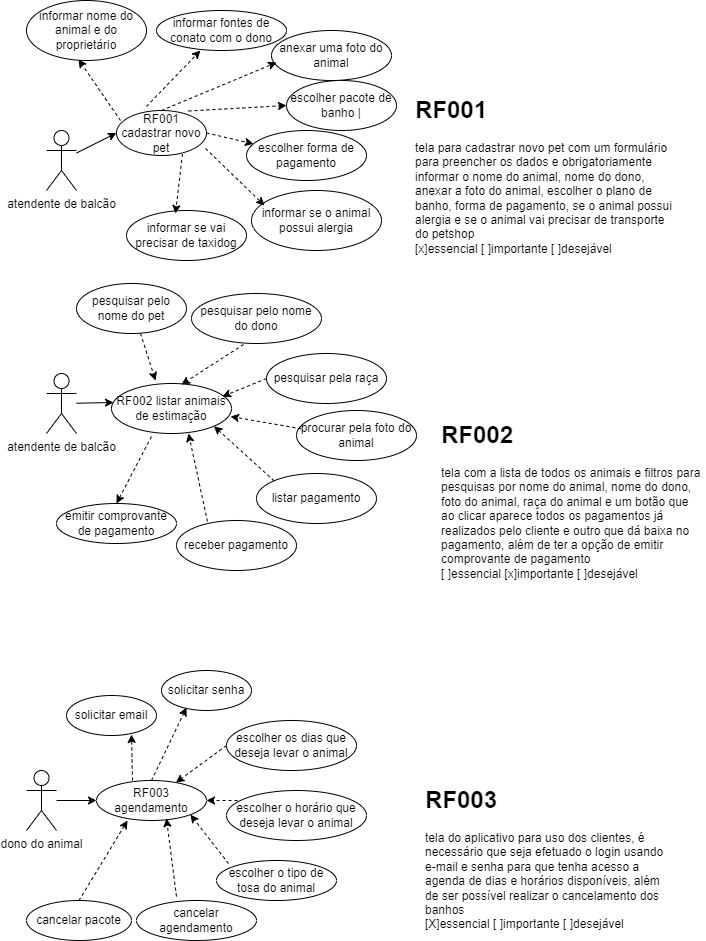 informar nome do
animal e do
proprietário
informar fontes de
conato com o dono
anexar uma foto do
animal
escolher pacote de
banho |
RF001
cadastrar novo
pet
escolher forma de
pagamento
atendente de balcão
informar se o animal
possui alergia
informar se vai
precisar de taxidog
RF001
tela para cadastrar novo pet com um formulário
para preencher os dados e obrigatoriamente
informar o nome do animal, nome do dono,
anexar a foto do animal, escolher o plano de
banho, forma de pagamento, se o animal possui
alergia e se o animal vai precisar de transporte
do petshop
[x]essencial [ ]importante [ ]desejável
pesquisar pelo
nome do pet
pesquisar pelo nome
do dono
pesquisar pela raça
RF002 listar animais
de estimação
atendente de balcão
procurar pela foto do
animal
listar pagamento
emitir comprovante
de pagamento
receber pagamento
RF002
tela com a lista de todos os animais e filtros para
pesquisas por nome do animal, nome do dono,
foto do animal, raça do animal e um botão que
ao clicar aparece todos os pagamentos já
realizados pelo cliente e outro que dá baixa no
pagamento, além de ter a opção de emitir
comprovante de pagamento
[ ]essencial [x]importante [ ]desejável
solicitar senha
solicitar email
escolher os dias que
deseja levar o animal
RF003
agendamento
escolher o horário que
deseja levar o animal
dono do animal
escolher o tipo de
tosa do animal
cancelar pacote
cancelar
agendamento
RF003
tela do aplicativo para uso dos clientes, é
necessário que seja efetuado o login usando
e-mail e senha para que tenha acesso a
agenda de dias e horários disponíveis, além
de ser possível realizar o cancelamento dos
banhos
[X]essencial [ ]importante [ ]desejável